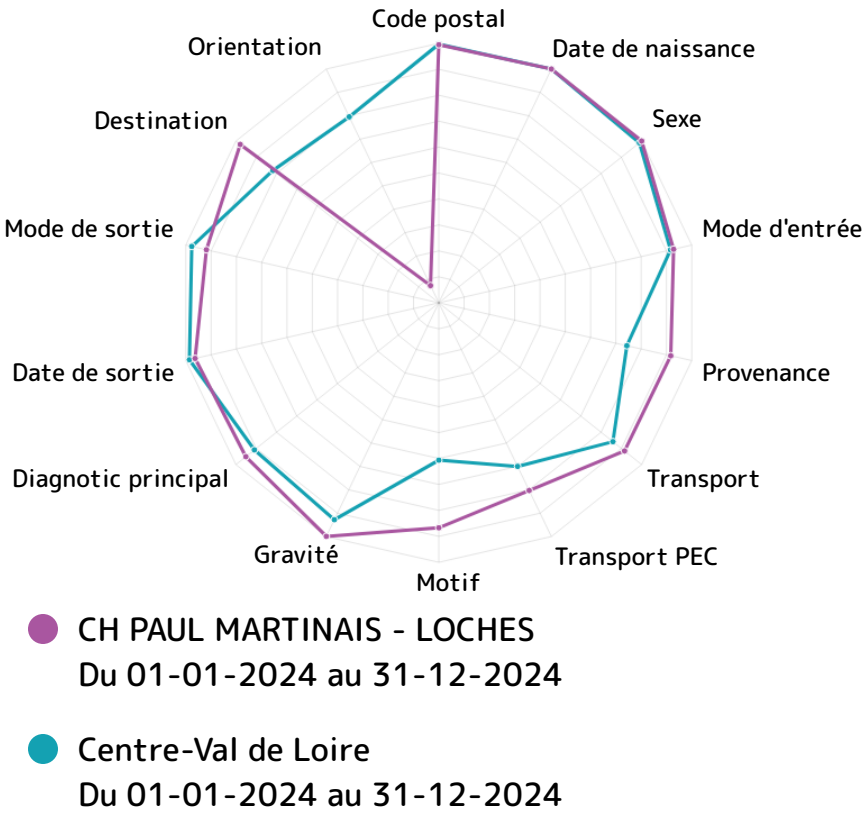 Code postal
Orientation
Date de naissance
Destination
Sexe
Mode de sortie
Mode d'entrée
Date de sortie
Provenance
Diagnotic principal
Transport
Gravité
Transport PEC
Motif
CH PAUL MARTINAIS - LOCHES
Du 01-01-2024 au 31-12-2024
Centre-Val de Loire
Du 01-01-2024 au 31-12-2024